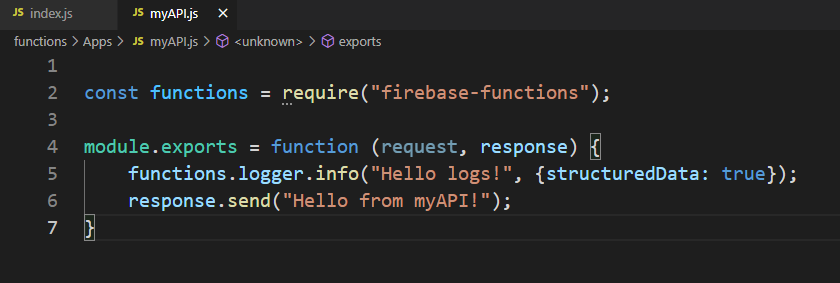 JS index.js JS myAPI.js ×
functions > Apps > JS myAPI.js > <unknown> > exports
1
2 const functions = require("firebase-functions");
3
4 module.exports = function (request, response) {
5     functions.logger.info("Hello logs!", {structuredData: true});
6     response.send("Hello from myAPI!");
7 }